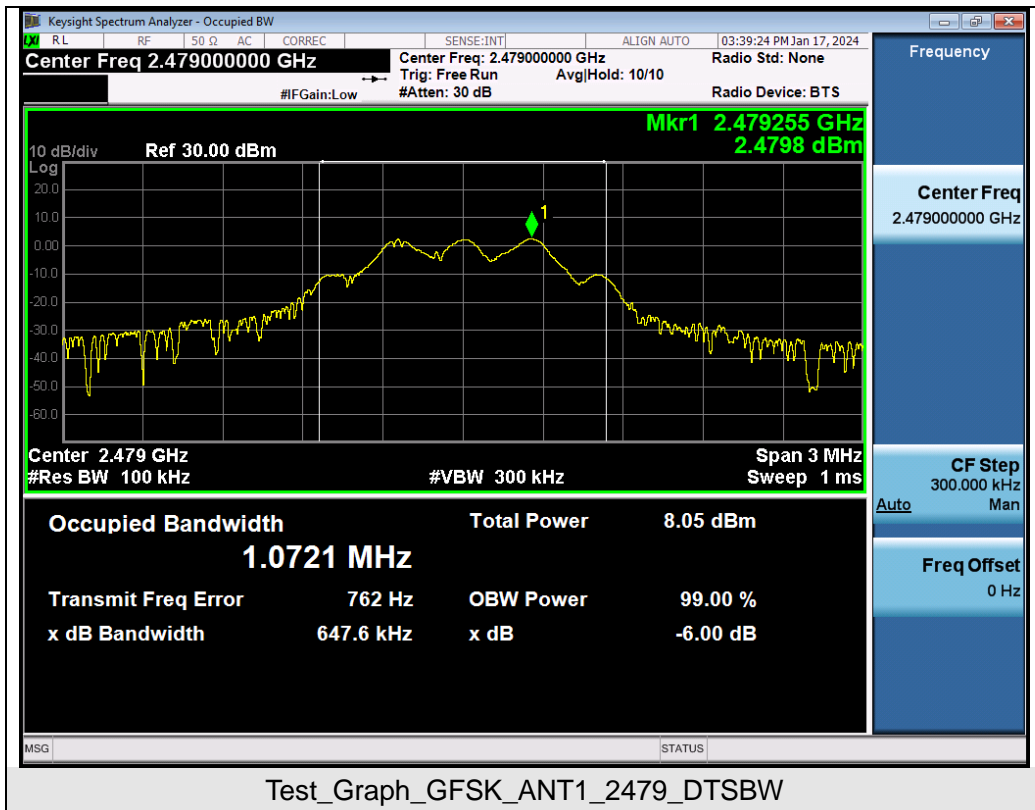 Keysight Spectrum Analyzer - Occupied BW
LXI RL RF 50 Ω AC CORREC SENSE:INT ALIGN AUTO 03:39:24 PM Jan 17, 2024
Center Freq 2.479000000 GHz
Center Freq: 2.479000000 GHz
Radio Std: None
Trig: Free Run Avg|Hold: 10/10
#IFGain:Low
#Atten: 30 dB
Radio Device: BTS
Mkr1 2.479255 GHz
2.4798 dBm
10 dB/div Ref 30.00 dBm
Log
20.0
10.0
0.00
-10.0
-20.0
-30.0
-40.0
-50.0
-60.0
1
Center 2.479 GHz
Span 3 MHz
#Res BW 100 kHz
#VBW 300 kHz
Sweep 1 ms
Occupied Bandwidth
Total Power 8.05 dBm
1.0721 MHz
Transmit Freq Error 762 Hz
OBW Power 99.00 %
x dB Bandwidth 647.6 kHz
x dB -6.00 dB
Frequency
Center Freq
2.479000000 GHz
CF Step
300.000 kHz
Auto Man
Freq Offset
0 Hz
MSG
STATUS
Test_Graph_GFSK_ANT1_2479_DTSBW